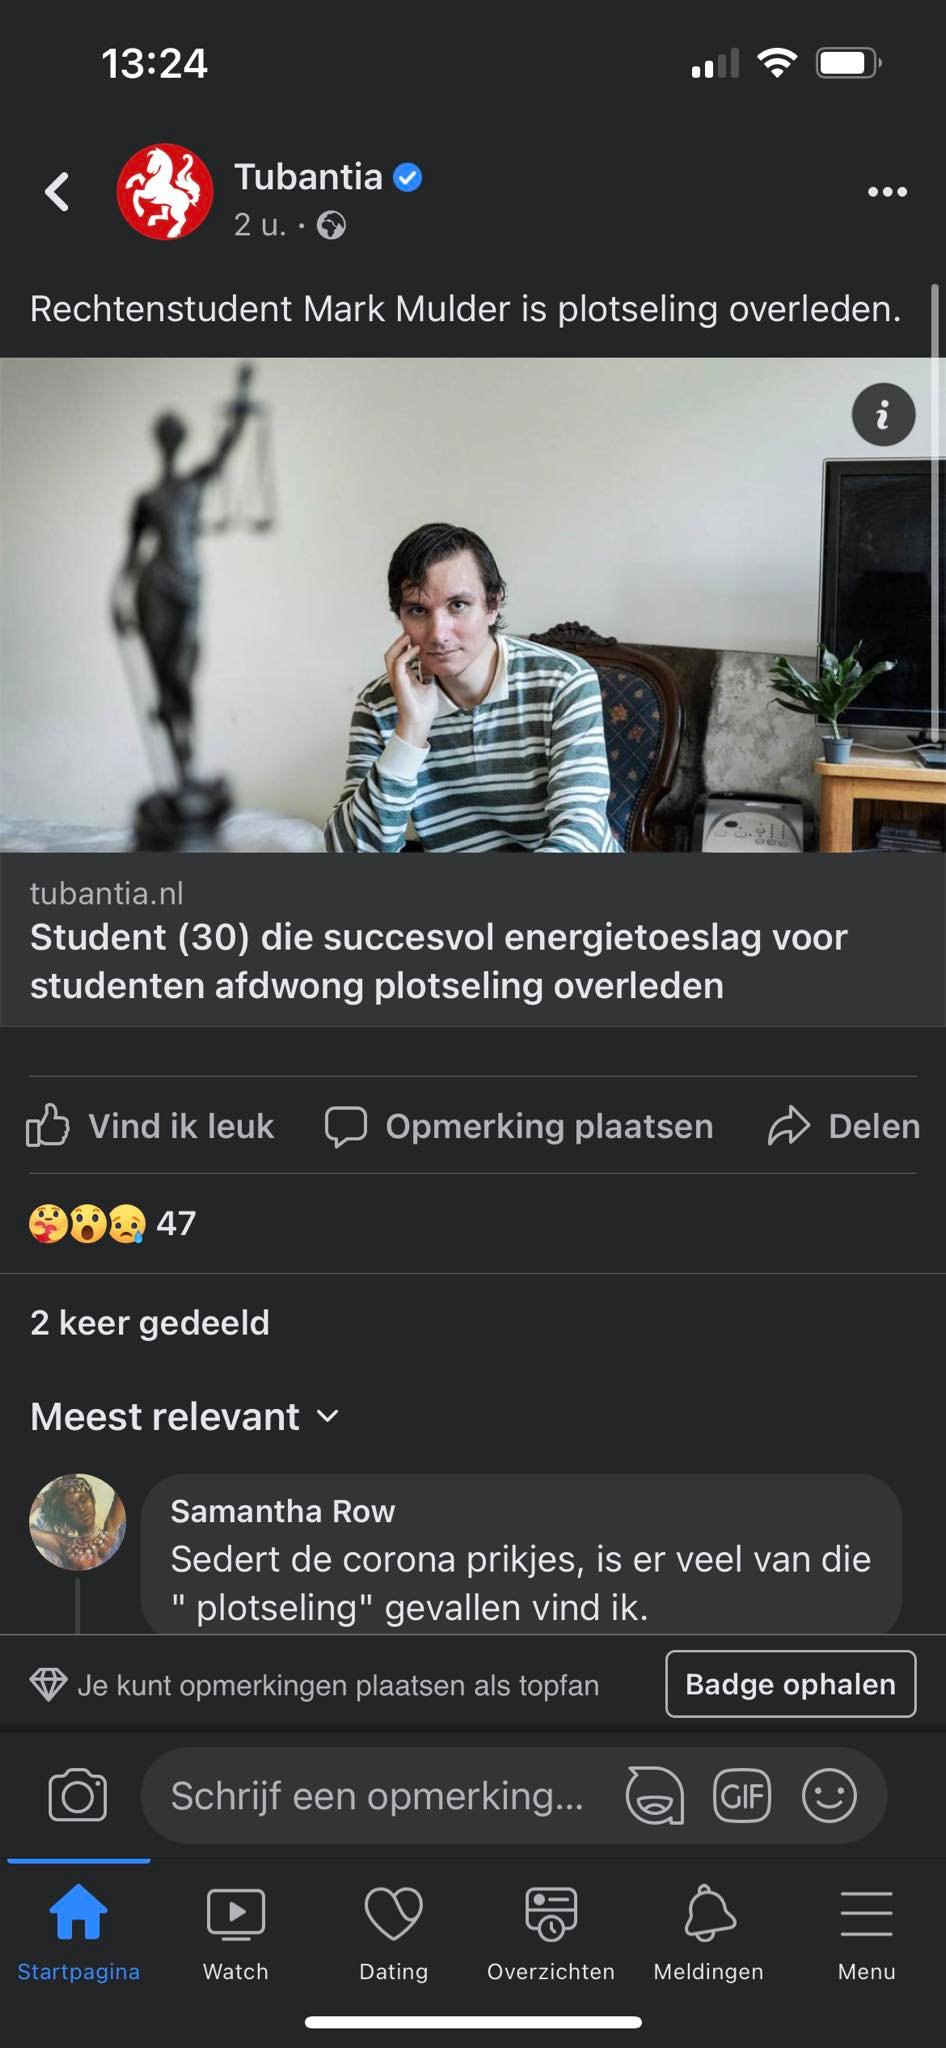 13:24
Tubantia
2 u. ·
Rechtenstudent Mark Mulder is plotseling overleden.
i
tubantia.nl
Student (30) die succesvol energietoeslag voor
studenten afdwong plotseling overleden
Vind ik leuk
Opmerking plaatsen
Delen
47
2 keer gedeeld
Meest relevant
Samantha Row
Sedert de corona prikjes, is er veel van die
" plotseling" gevallen vind ik.
Je kunt opmerkingen plaatsen als topfan
Badge ophalen
Schrijf een opmerking...
GIF
Startpagina
Watch
Dating
Overzichten
Meldingen
Menu